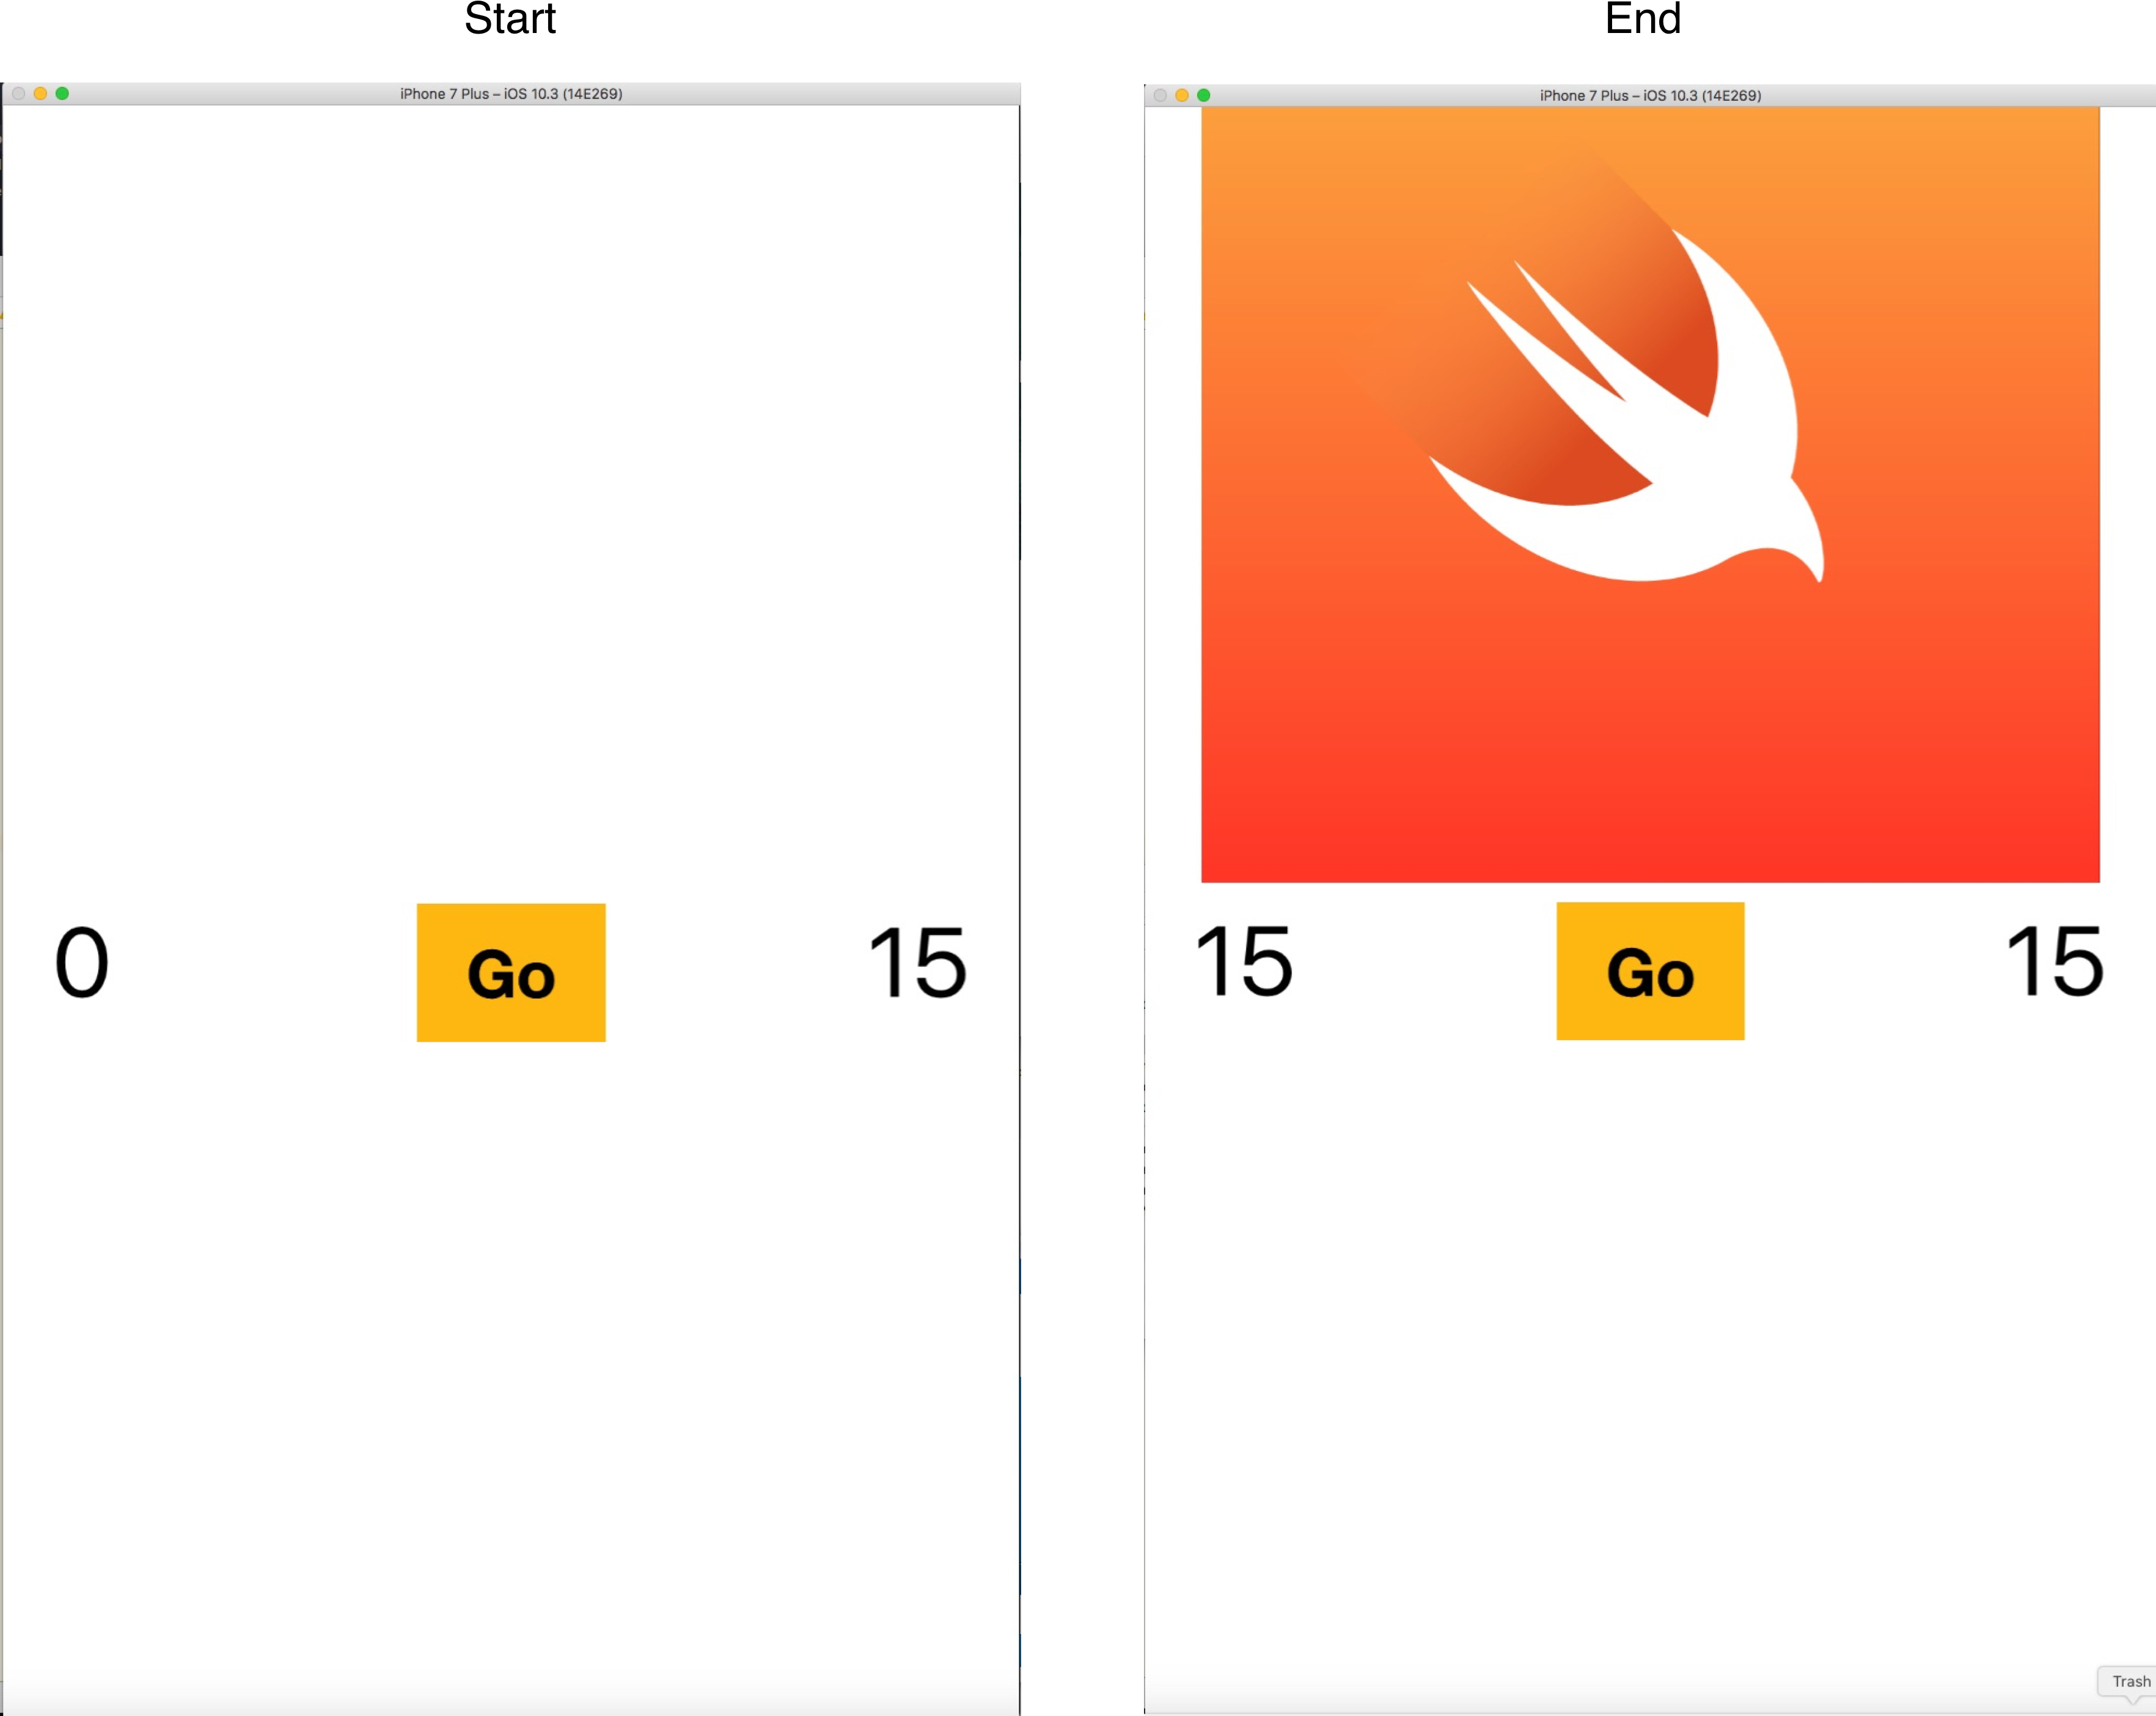 Start
End
iPhone 7 Plus – iOS 10.3 (14E269)
iPhone 7 Plus – iOS 10.3 (14E269)
0
Go
15
15
Go
15
Trash